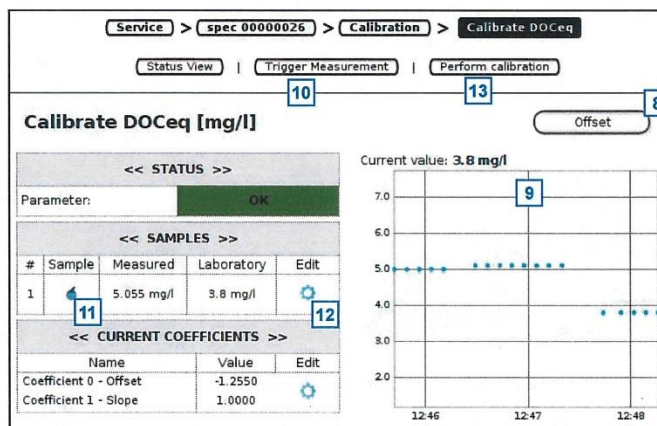 Service > spec 00000026 > Calibration > Calibrate DOCeq
Status View | Trigger Measurement | Perform calibration
10 13
8
Calibrate DOCeq [mg/l]
Offset
<< STATUS >>
Parameter: OK
<< SAMPLES >>
# Sample Measured Laboratory Edit
1 5.055 mg/l 3.8 mg/l
11 12
<< CURRENT COEFFICIENTS >>
Name Value Edit
Coefficient 0 - Offset -1.2550
Coefficient 1 - Slope 1.0000
Current value: 3.8 mg/l
9
7.0
6.0
5.0
4.0
3.0
2.0
12:46 12:47 12:48